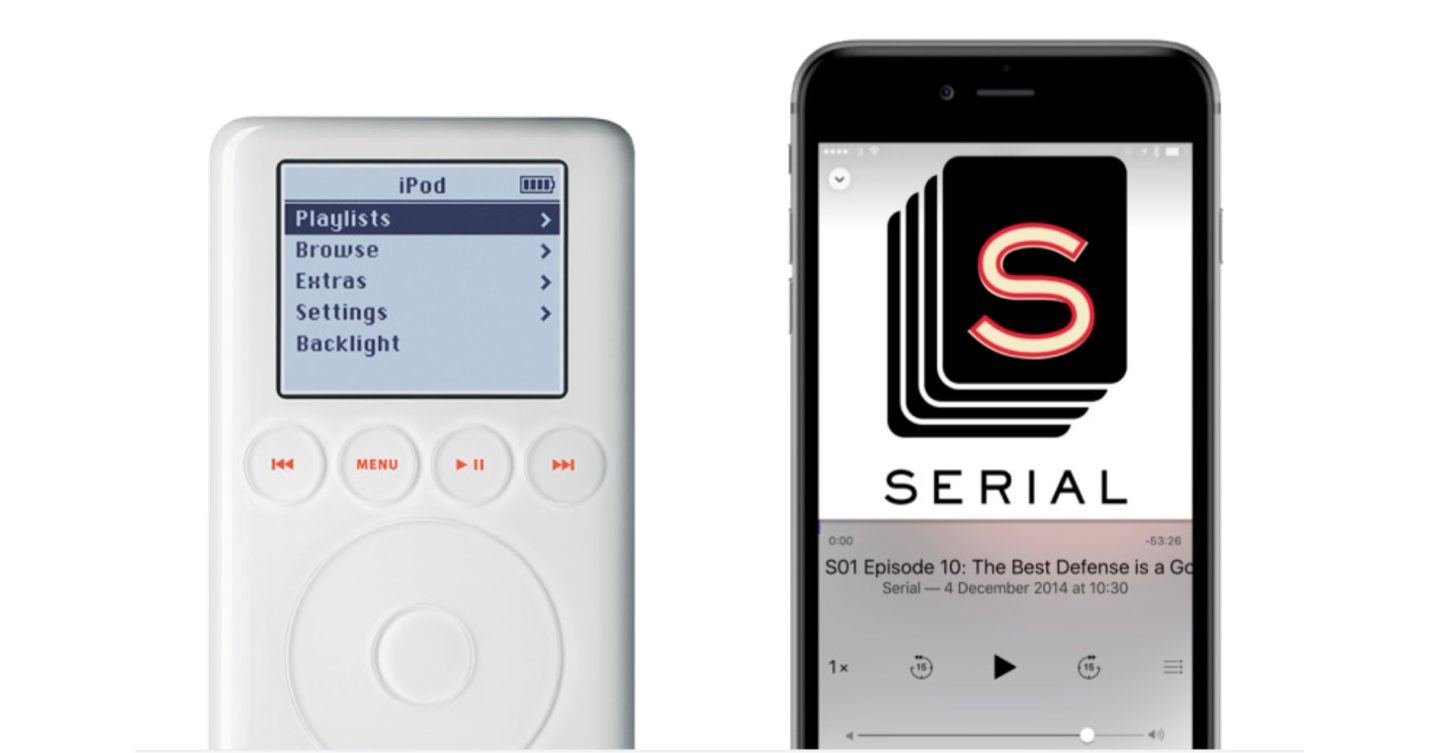 iPod
Playlists
Browse
Extras
Settings
Backlight
MENU
3
S
SERIAL
0:00 -53:26
S01 Episode 10: The Best Defense is a Go
Serial — 4 December 2014 at 10:30
1× 15 15